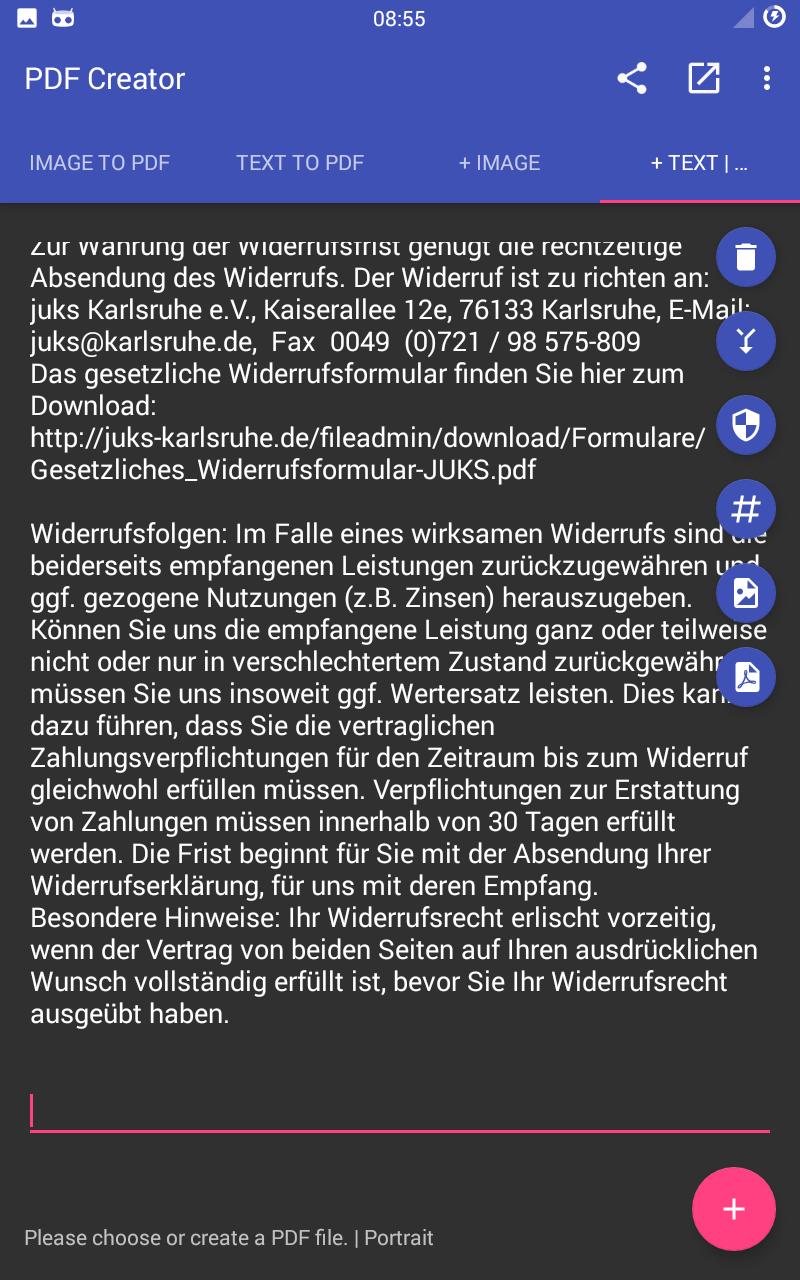 08:55
PDF Creator
IMAGE TO PDF
TEXT TO PDF
+ IMAGE
+ TEXT | ...
Zur Wahrung der Widerrufsfrist genügt die rechtzeitige
Absendung des Widerrufs. Der Widerruf ist zu richten an:
juks Karlsruhe e.V., Kaiserallee 12e, 76133 Karlsruhe, E-Mail:
juks@karlsruhe.de, Fax 0049 (0)721 / 98 575-809
Das gesetzliche Widerrufsformular finden Sie hier zum
Download:
http://juks-karlsruhe.de/fileadmin/download/Formulare/
Gesetzliches_Widerrufsformular-JUKS.pdf
Widerrufsfolgen: Im Falle eines wirksamen Widerrufs sind die
beiderseits empfangenen Leistungen zurückzugewähren und
ggf. gezogene Nutzungen (z.B. Zinsen) herauszugeben.
Können Sie uns die empfangene Leistung ganz oder teilweise
nicht oder nur in verschlechtertem Zustand
müssen Sie uns insoweit ggf. Wertersatz leisten. Dies kann
dazu führen, dass Sie die vertraglichen
Zahlungsverpflichtungen für den Zeitraum bis zum Widerruf
gleichwohl erfüllen müssen. Verpflichtungen zur Erstattung
von Zahlungen müssen innerhalb von 30 Tagen erfüllt
werden. Die Frist beginnt für Sie mit der Absendung Ihrer
Widerrufserklärung, für uns mit deren Empfang.
Besondere Hinweise: Ihr Widerrufsrecht erlischt vorzeitig,
wenn der Vertrag von beiden Seiten auf Ihren ausdrücklichen
Wunsch vollständig erfüllt ist, bevor Sie Ihr Widerrufsrecht
ausgeübt haben.
Please choose or create a PDF file. | Portrait